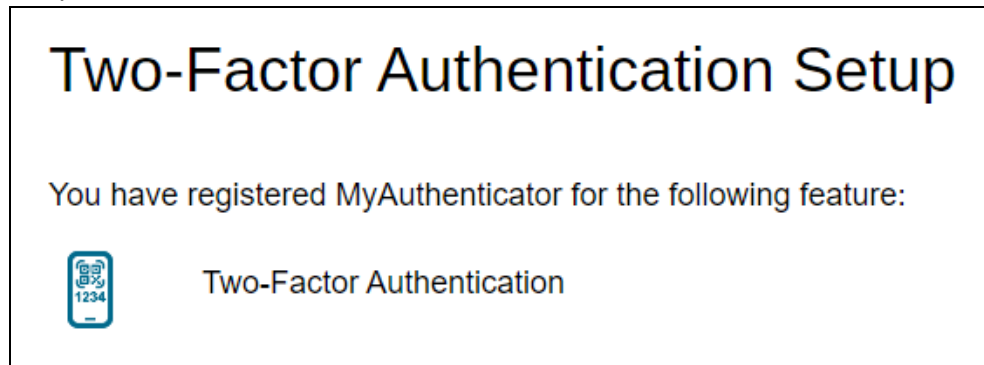 Two-Factor Authentication Setup
You have registered MyAuthenticator for the following feature:
1234
Two-Factor Authentication